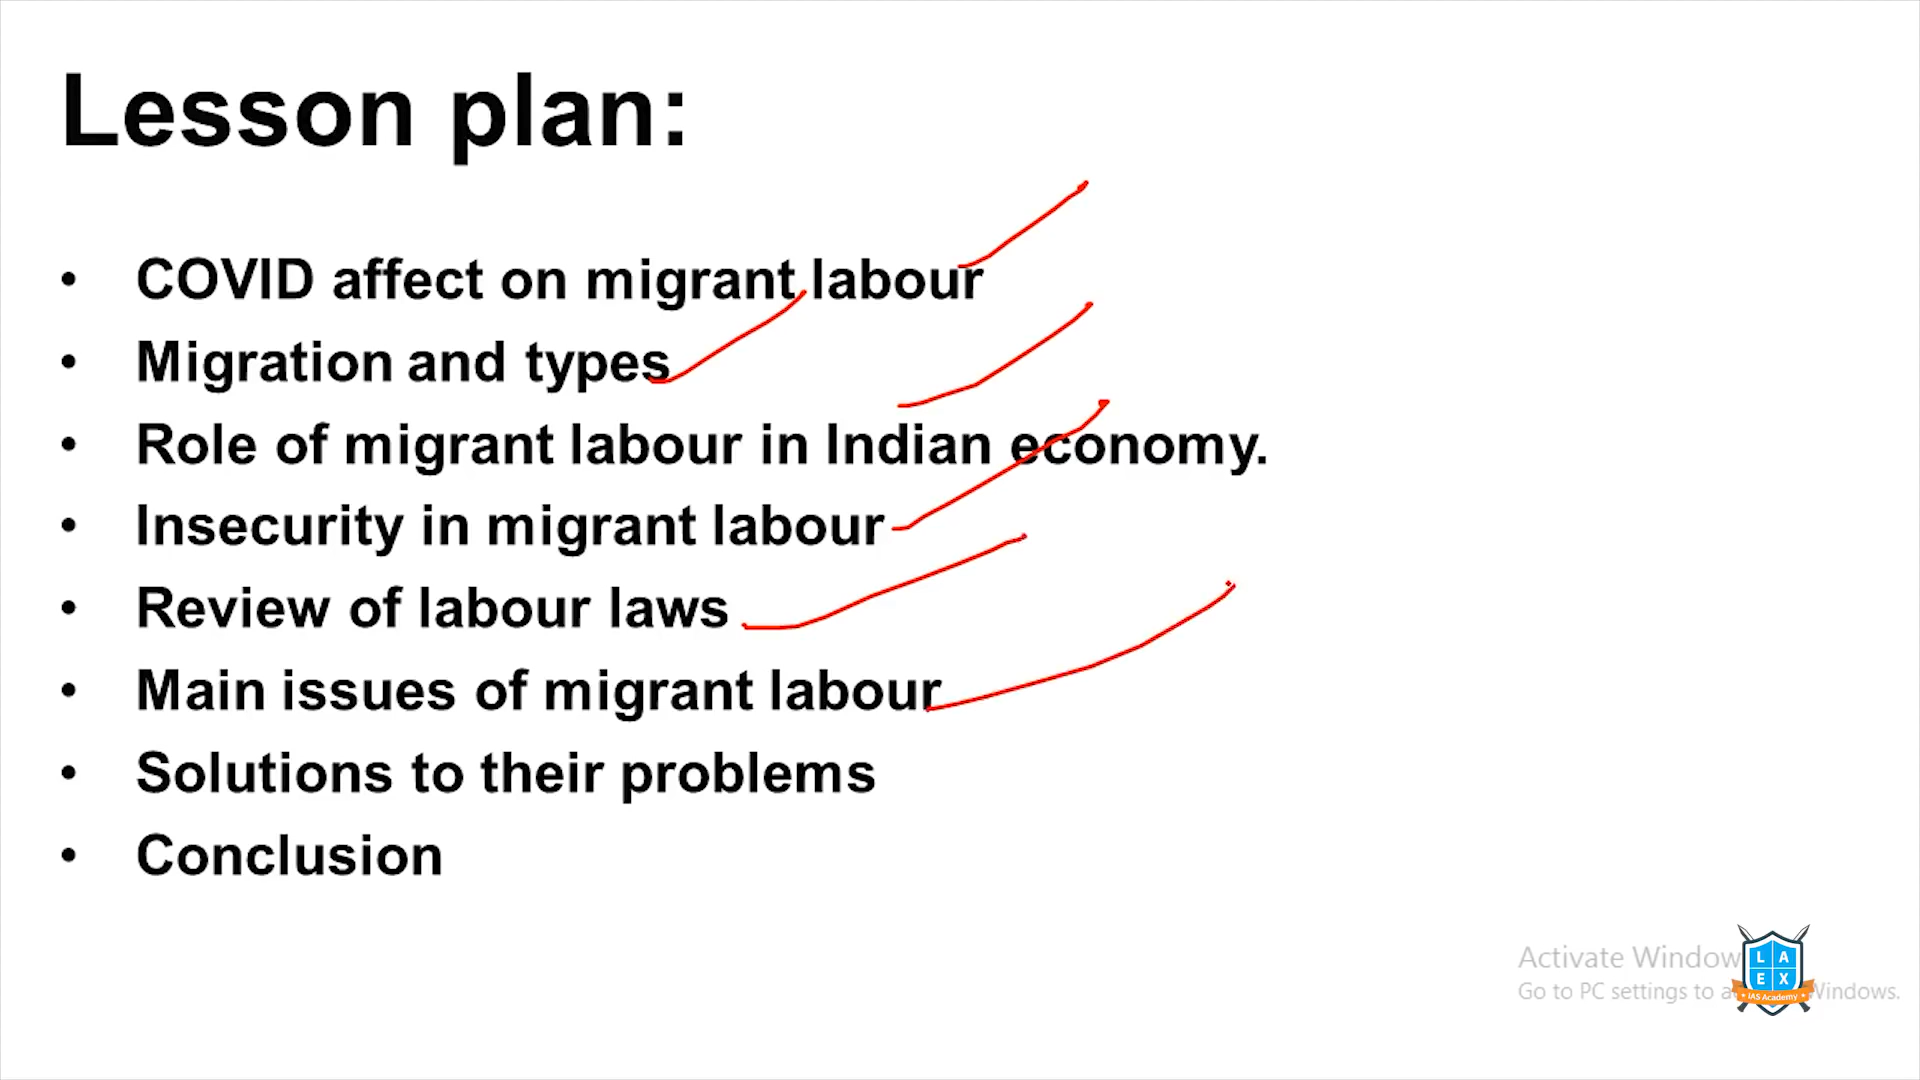 Lesson plan:
• COVID affect on migrant labour
• Migration and types
• Role of migrant labour in Indian economy.
• Insecurity in migrant labour
• Review of labour laws
• Main issues of migrant labour
• Solutions to their problems
• Conclusion
Activate Window
Go to PC settings to a Windows.
L A
E X
IAS Academy